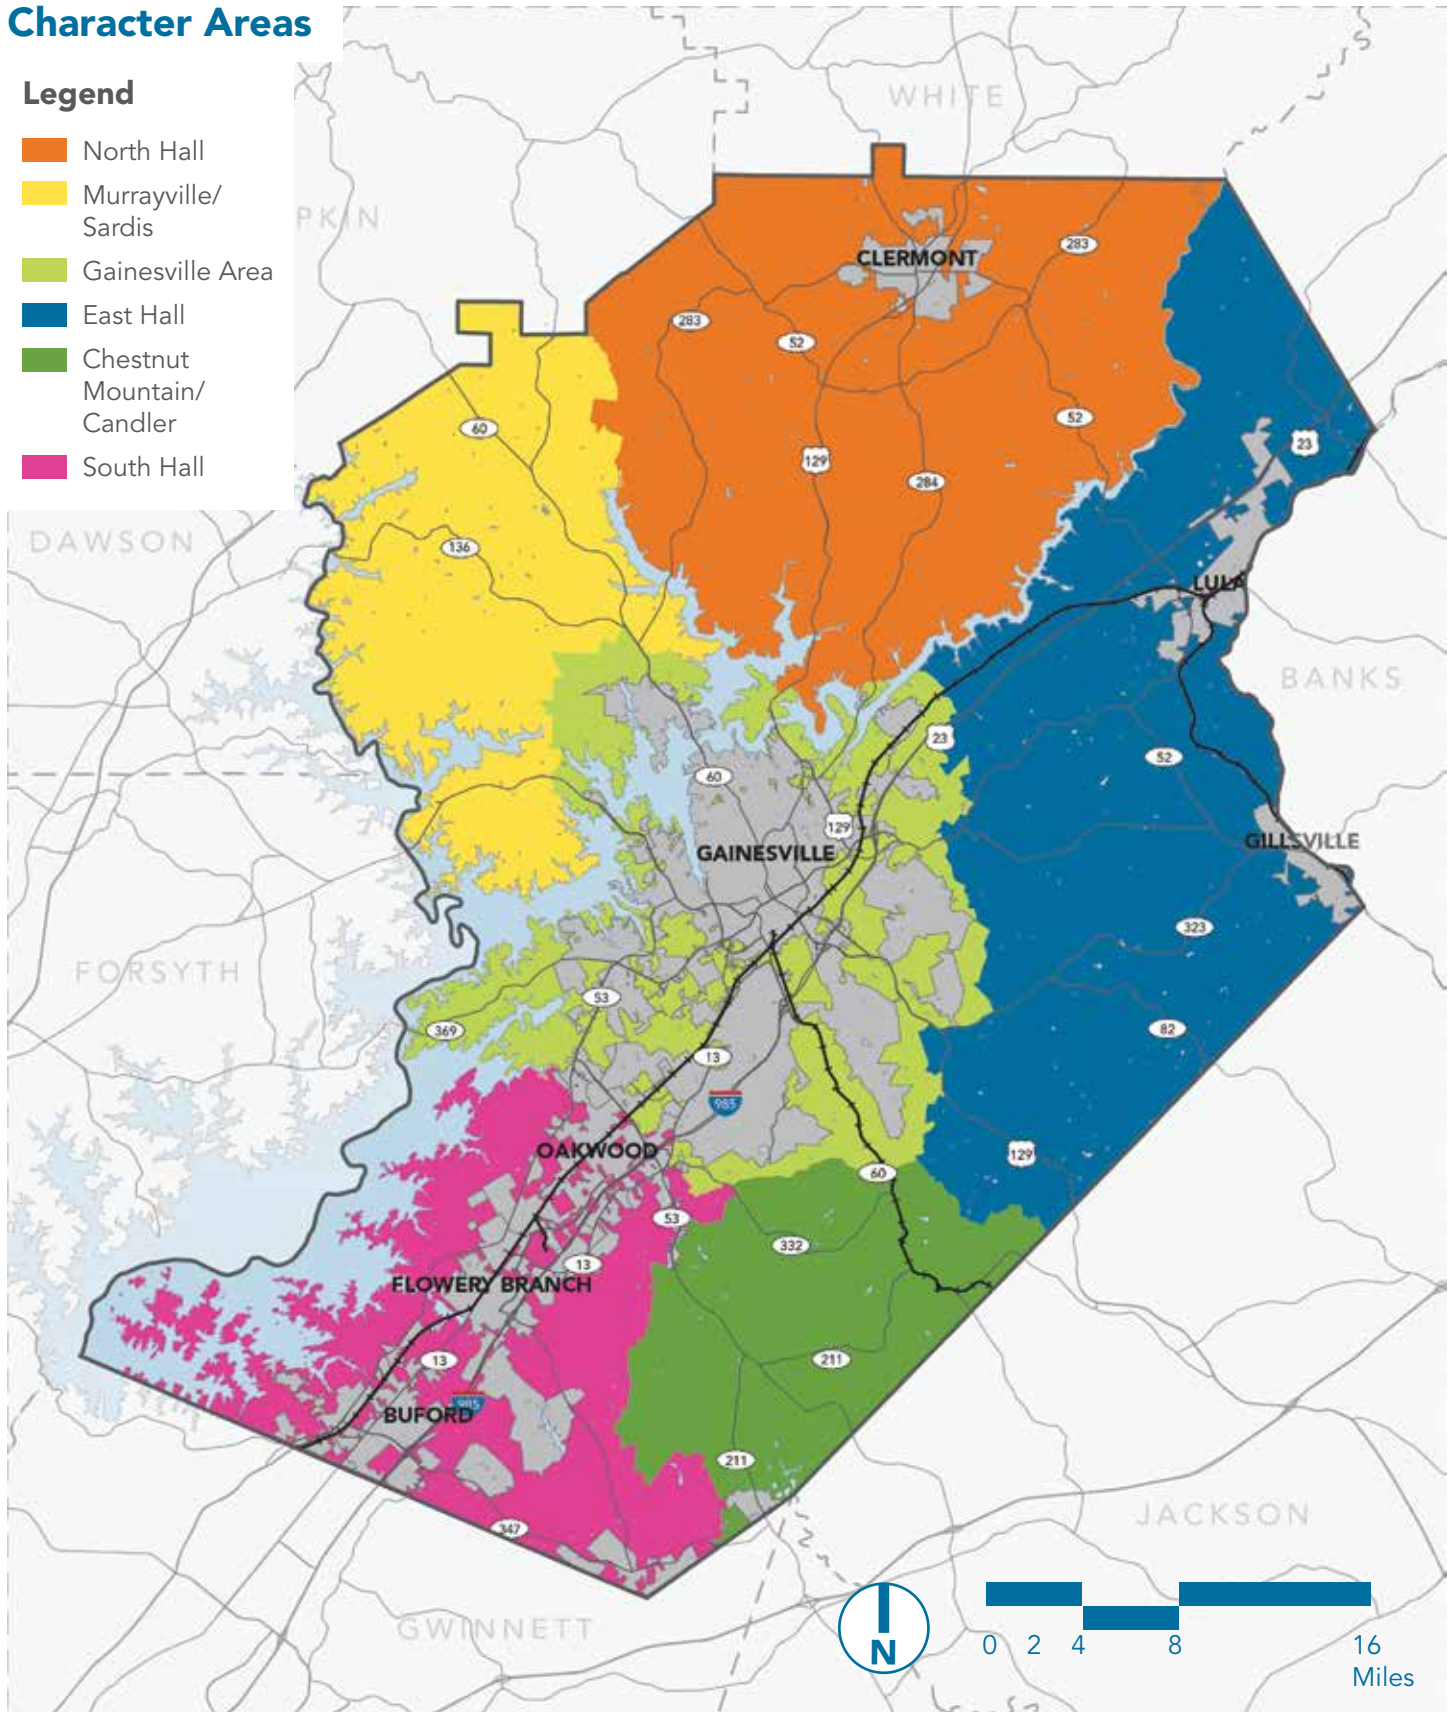 Character Areas
Legend
North Hall
Murrayville/
Sardis
Gainesville Area
East Hall
Chestnut
Mountain/
Candler
South Hall
WHITE
PKIN
CLERMONT
283
283
52
60
52
23
129
284
DAWSON
136
LULA
BANKS
23
52
60
129
GILLSVILLE
GAINESVILLE
323
FORSYTH
53
369
82
13
985
OAKWOOD
129
60
53
332
13
FLOWERY BRANCH
13
211
985
BUFORD
211
JACKSON
347
GWINNETT
N
0 2 4 8 16
Miles